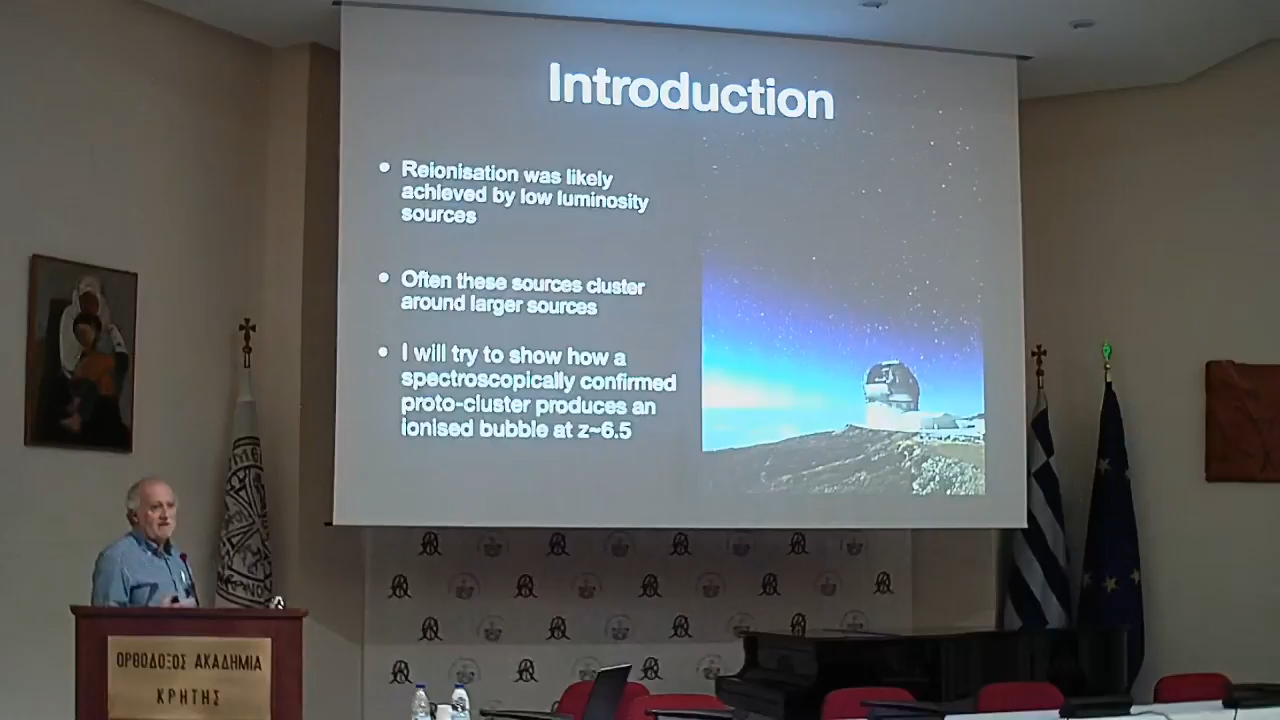 Introduction
• Reionisation was likely
achieved by low luminosity
sources
• Often these sources cluster
around larger sources
• I will try to show how a
spectroscopically confirmed
proto-cluster produces an
ionised bubble at z~6.5
ΟΡΘΟΔΟΞΟΣ ΑΚΑΔΗΜΙΑ
ΚΡΗΤΗΣ